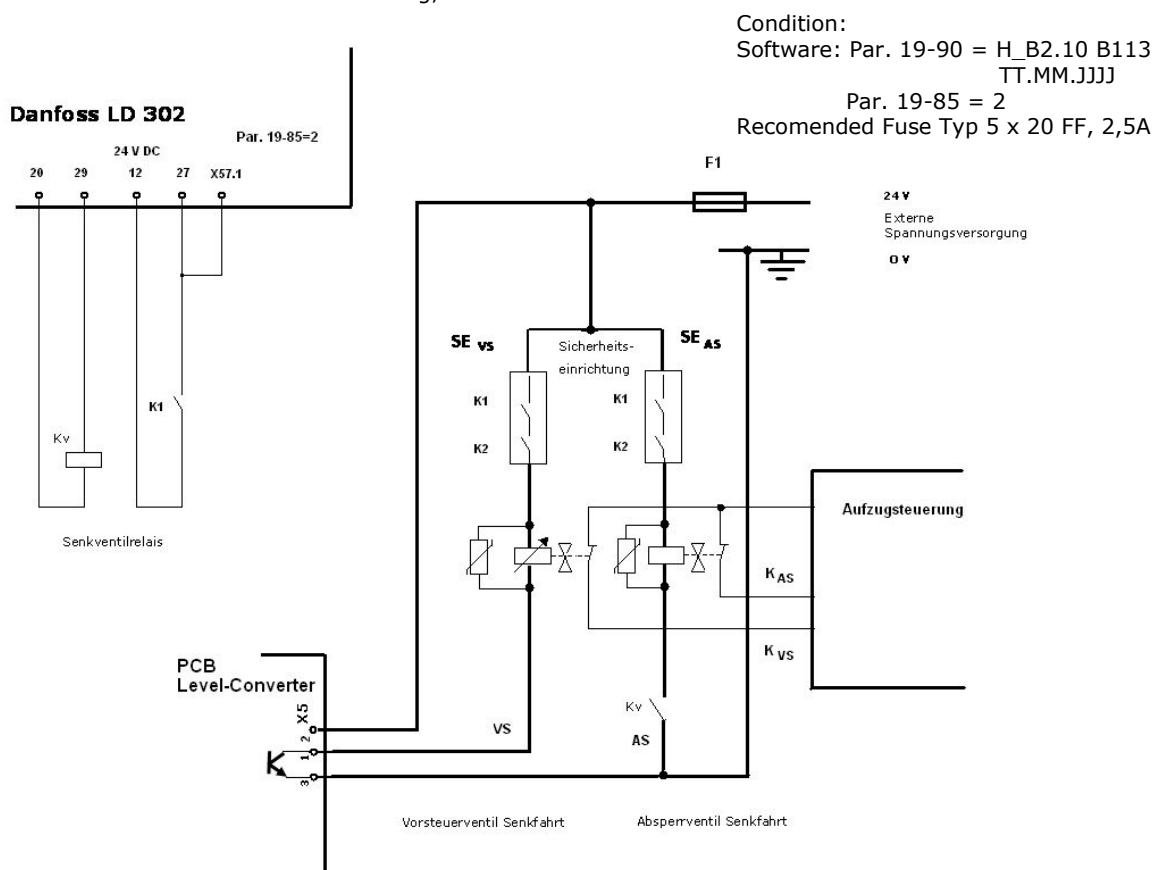 Condition:
Software: Par. 19-90 = H_B2.10 B113
TT.MM.JJJJ
Par. 19-85 = 2
Recomended Fuse Typ 5 x 20 FF, 2,5A
Danfoss LD 302
Par. 19-85=2
24 V DC
20 29 12 27 X57.1
F1
24 V
Externe
Spannungsversorgung
0 V
SE VS
Sicherheits-
einrichtung
SE AS
K1
K2
K1
K2
K1
Kv
Senkventilrelais
Aufzugsteuerung
K AS
K VS
PCB
Level-Converter
X5
2
1
3
VS
Kv
AS
Vorsteuerventil Senkfahrt
Absperrventil Senkfahrt